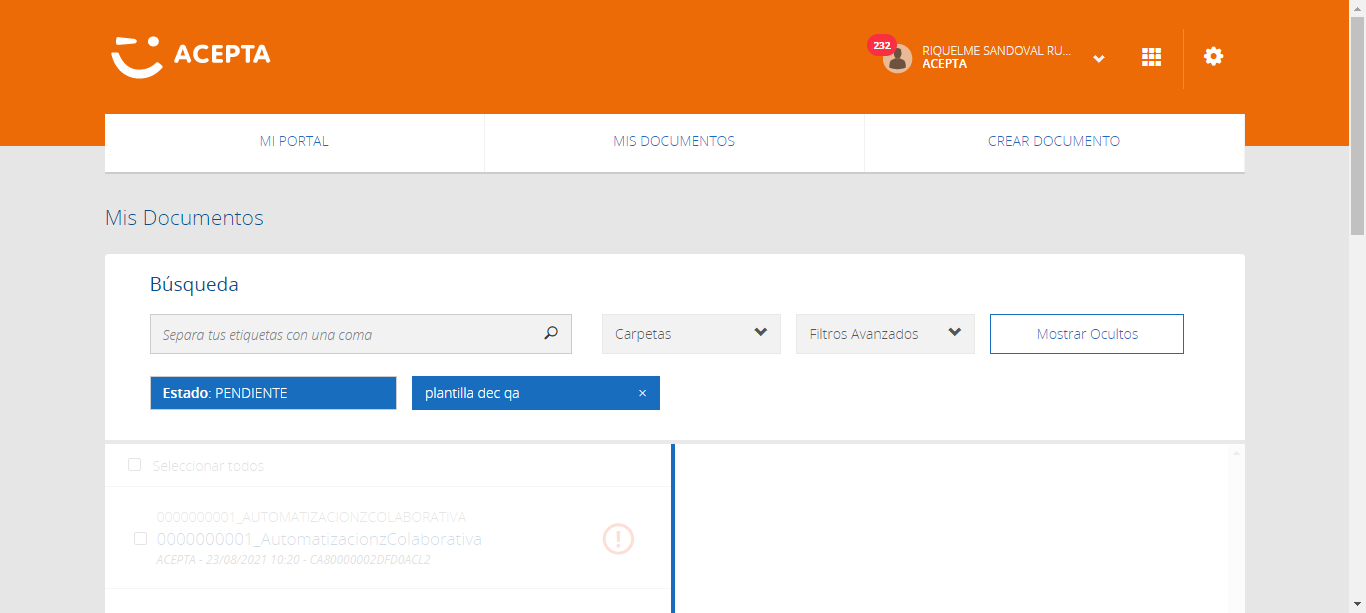 ACEPTA
232
RIQUELME SANDOVAL RU...
ACEPTA
MI PORTAL
MIS DOCUMENTOS
CREAR DOCUMENTO
Mis Documentos
Búsqueda
Separa tus etiquetas con una coma
Carpetas
Filtros Avanzados
Mostrar Ocultos
Estado: PENDIENTE
plantilla dec qa ×
Seleccionar todos
0000000001_AUTOMATIZACIONZCOLABORATIVA
0000000001_AutomatizacionzColaborativa
ACEPTA - 23/08/2021 10:20 - CA80000002DFD0ACL2